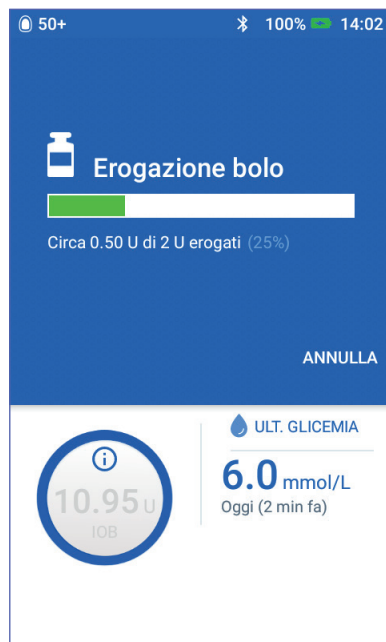 50+ 100% 14:02
Erogazione bolo
Circa 0.50 U di 2 U erogati (25%)
ANNULLA
10.95 U
IOB
ULT. GLICEMIA
6.0 mmol/L
Oggi (2 min fa)